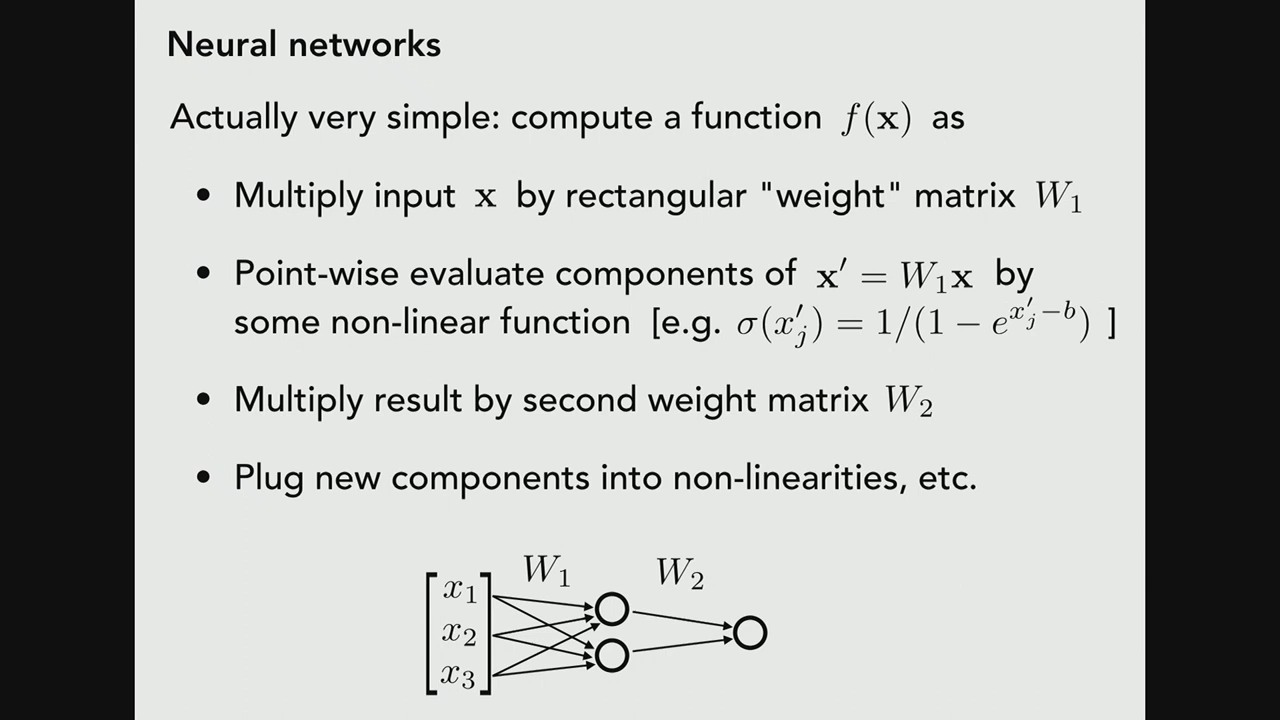 Neural networks
Actually very simple: compute a function f(x) as
• Multiply input x by rectangular "weight" matrix W₁
• Point-wise evaluate components of x′ = W₁x by
some non-linear function [e.g. σ(x′ⱼ) = 1/(1 − e^{x′ⱼ−b}) ]
• Multiply result by second weight matrix W₂
• Plug new components into non-linearities, etc.
W₁ W₂
x₁
x₂
x₃